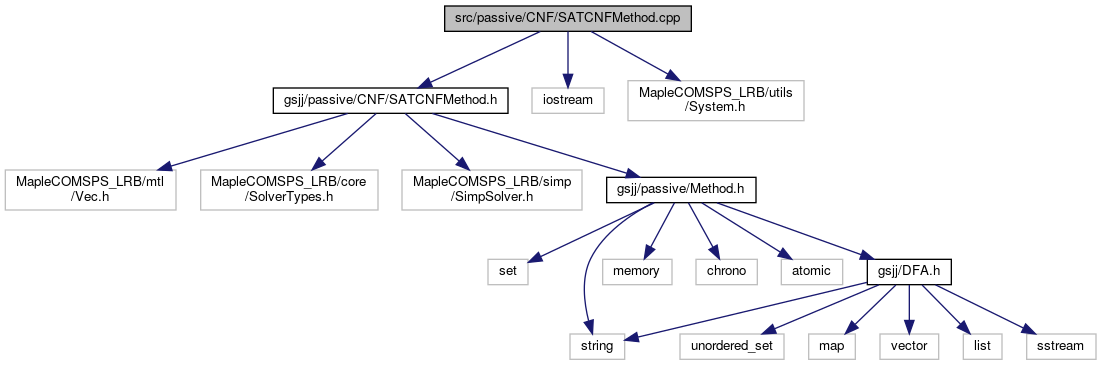 src/passive/CNF/SATCNFMethod.cpp
gsjj/passive/CNF/SATCNFMethod.h
iostream
MapleCOMSPS_LRB/utils
/System.h
MapleCOMSPS_LRB/mtl
/Vec.h
MapleCOMSPS_LRB/core
/SolverTypes.h
MapleCOMSPS_LRB/simp
/SimpSolver.h
gsjj/passive/Method.h
set
memory
chrono
atomic
gsjj/DFA.h
string
unordered_set
map
vector
list
sstream